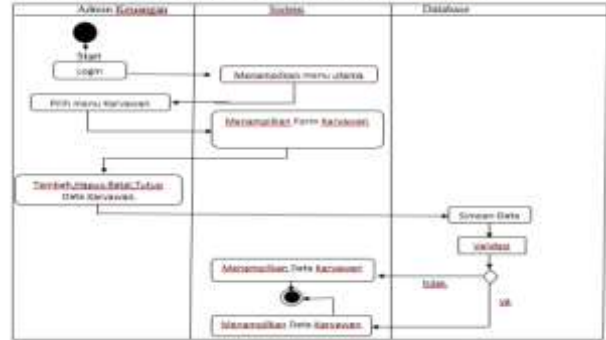 Admin Keuangan
Sistem
Database
Start
Login
Menampilkan menu utama
Pilih menu Karyawan
Menampilkan Form Karyawan
Tambah,Hapus,Batal,Tutup
Data Karyawan.
Simpan Data
Validasi
Menampilkan Data Karyawan
tidak
ya
Menampilkan Data Karyawan